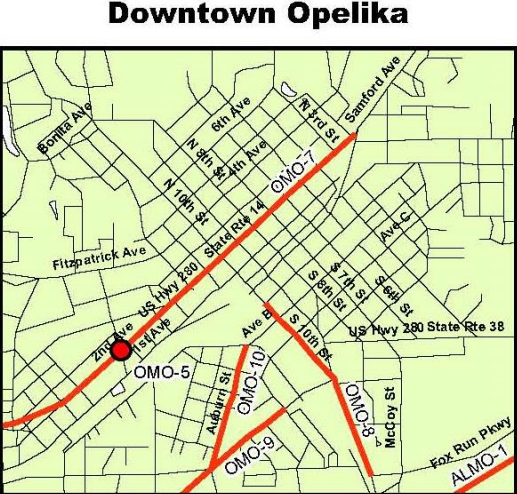 Downtown Opelika
Samford Ave
6th Ave
N 3rd St
Bonita Ave
N 8th St
4th Ave
OMO-7
N 10th St
Ave C
State Rte 14
Fitzpatrick Ave
US Hwy 280
S 7th St
S 8th St
S 6th St
2nd Ave
1st Ave
Ave B
S 10th St
US Hwy 280 State Rte 38
OMO-5
Auburn St
OMO-10
OMO-8
McCoy St
OMO-9
Fox Run Pkwy
ALMO-1